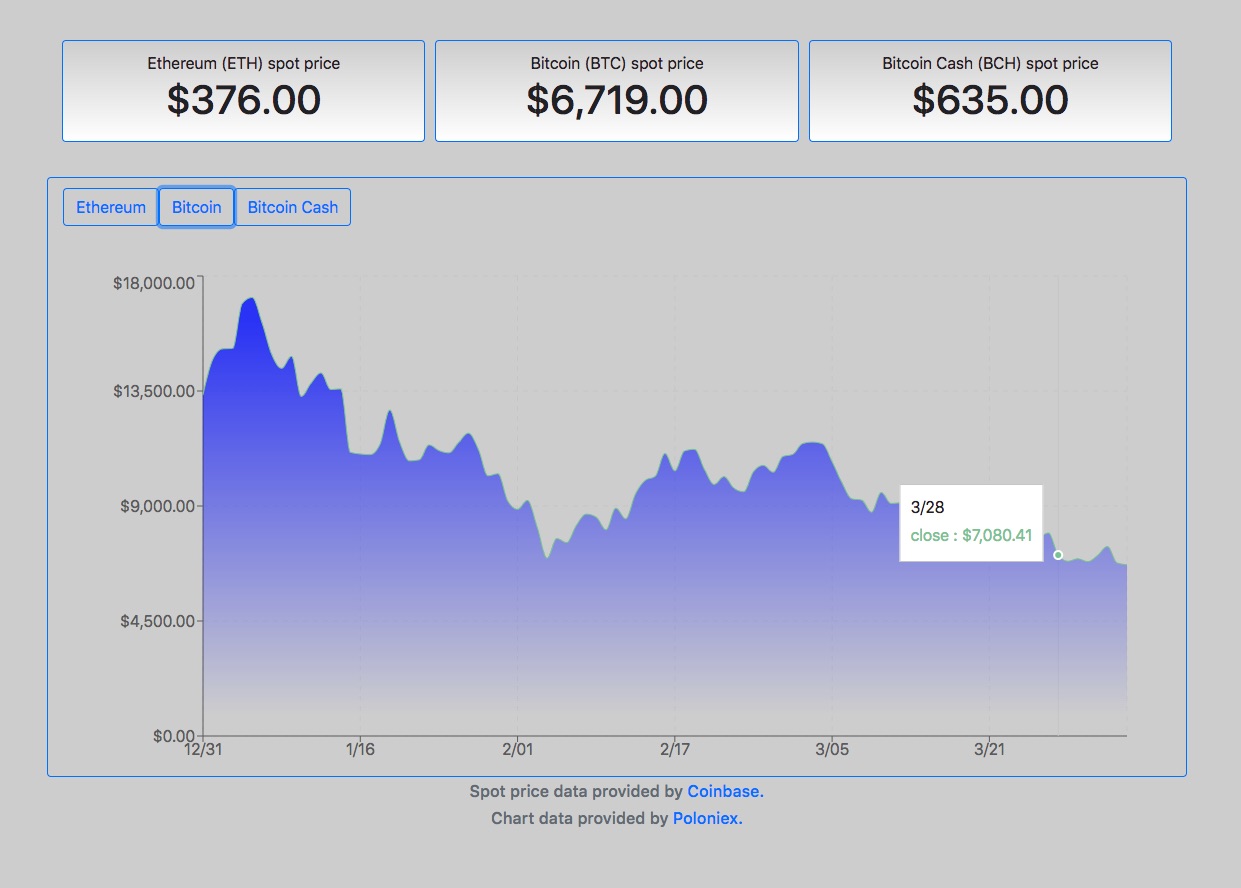 Ethereum (ETH) spot price
$376.00
Bitcoin (BTC) spot price
$6,719.00
Bitcoin Cash (BCH) spot price
$635.00
Ethereum
Bitcoin
Bitcoin Cash
$18,000.00
$13,500.00
$9,000.00
$4,500.00
$0.00
3/28
close : $7,080.41
12/31
1/16
2/01
2/17
3/05
3/21
Spot price data provided by Coinbase.
Chart data provided by Poloniex.